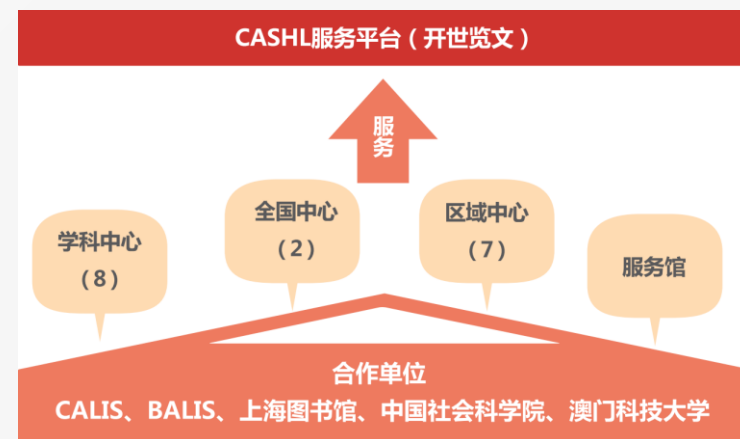 CASHL服务平台（开世览文）
服
务
全国中心
（2）
区域中心
（7）
学科中心
（8）
服务馆
合作单位
CALIS、BALIS、上海图书馆、中国社会科学院、澳门科技大学